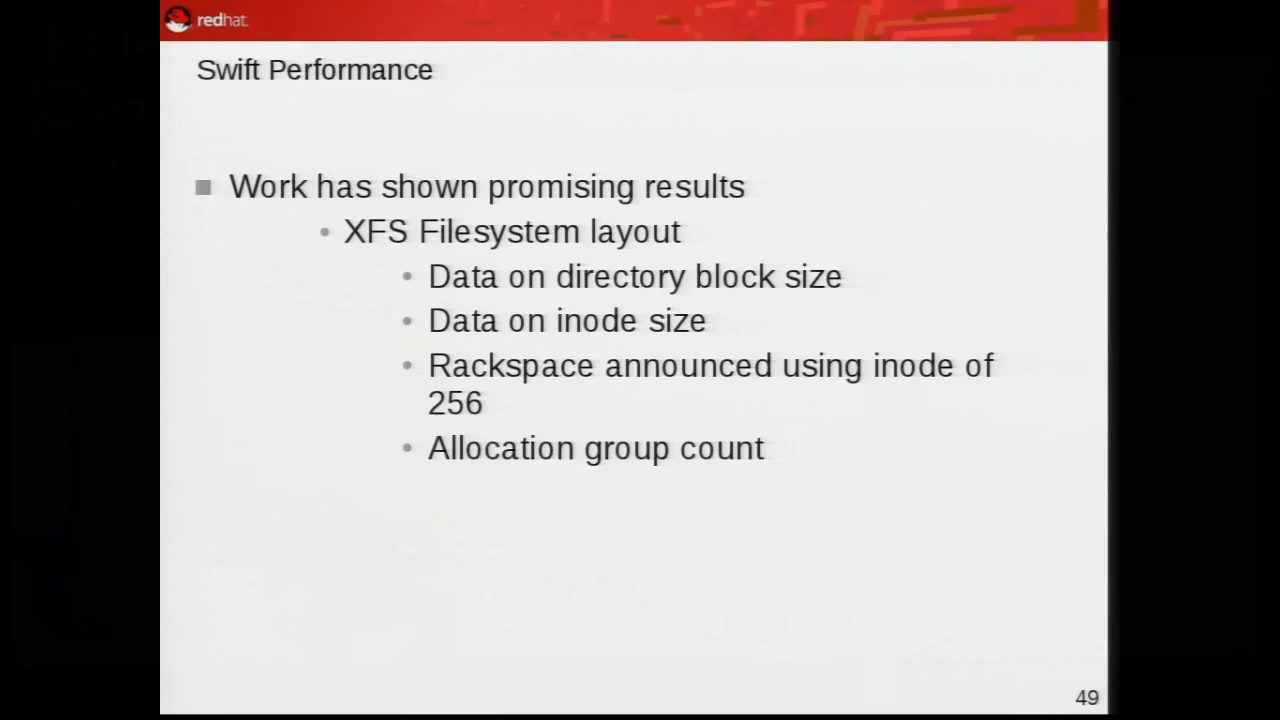 redhat.
Swift Performance
Work has shown promising results
XFS Filesystem layout
Data on directory block size
Data on inode size
Rackspace announced using inode of
256
Allocation group count
49